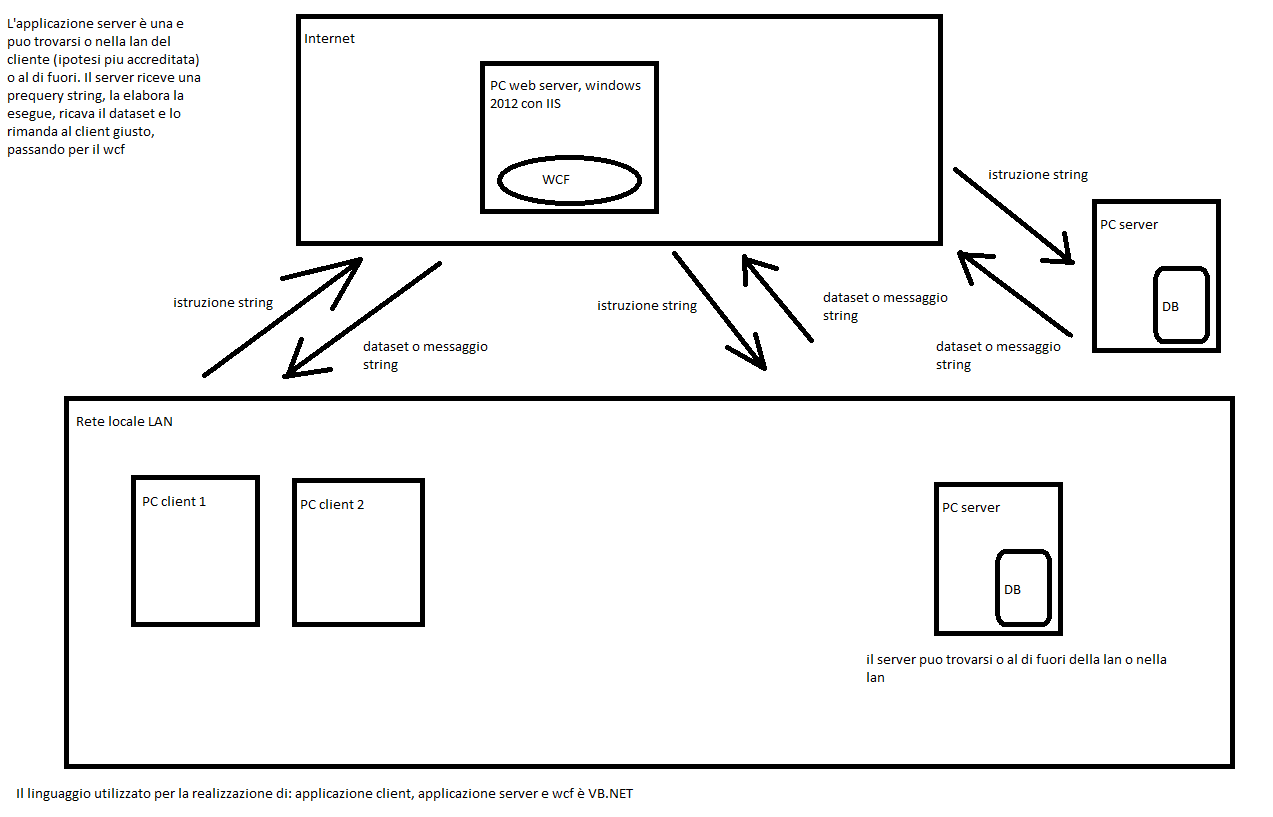 L'applicazione server è una e
puo trovarsi o nella lan del
cliente (ipotesi piu accreditata)
o al di fuori. Il server riceve una
prequery string, la elabora la
esegue, ricava il dataset e lo
rimanda al client giusto,
passando per il wcf
Internet
PC web server, windows
2012 con IIS
WCF
istruzione string
PC server
DB
istruzione string
dataset o messaggio
string
istruzione string
dataset o messaggio
string
dataset o messaggio
string
Rete locale LAN
PC client 1
PC client 2
PC server
DB
il server puo trovarsi o al di fuori della lan o nella
lan
Il linguaggio utilizzato per la realizzazione di: applicazione client, applicazione server e wcf è VB.NET